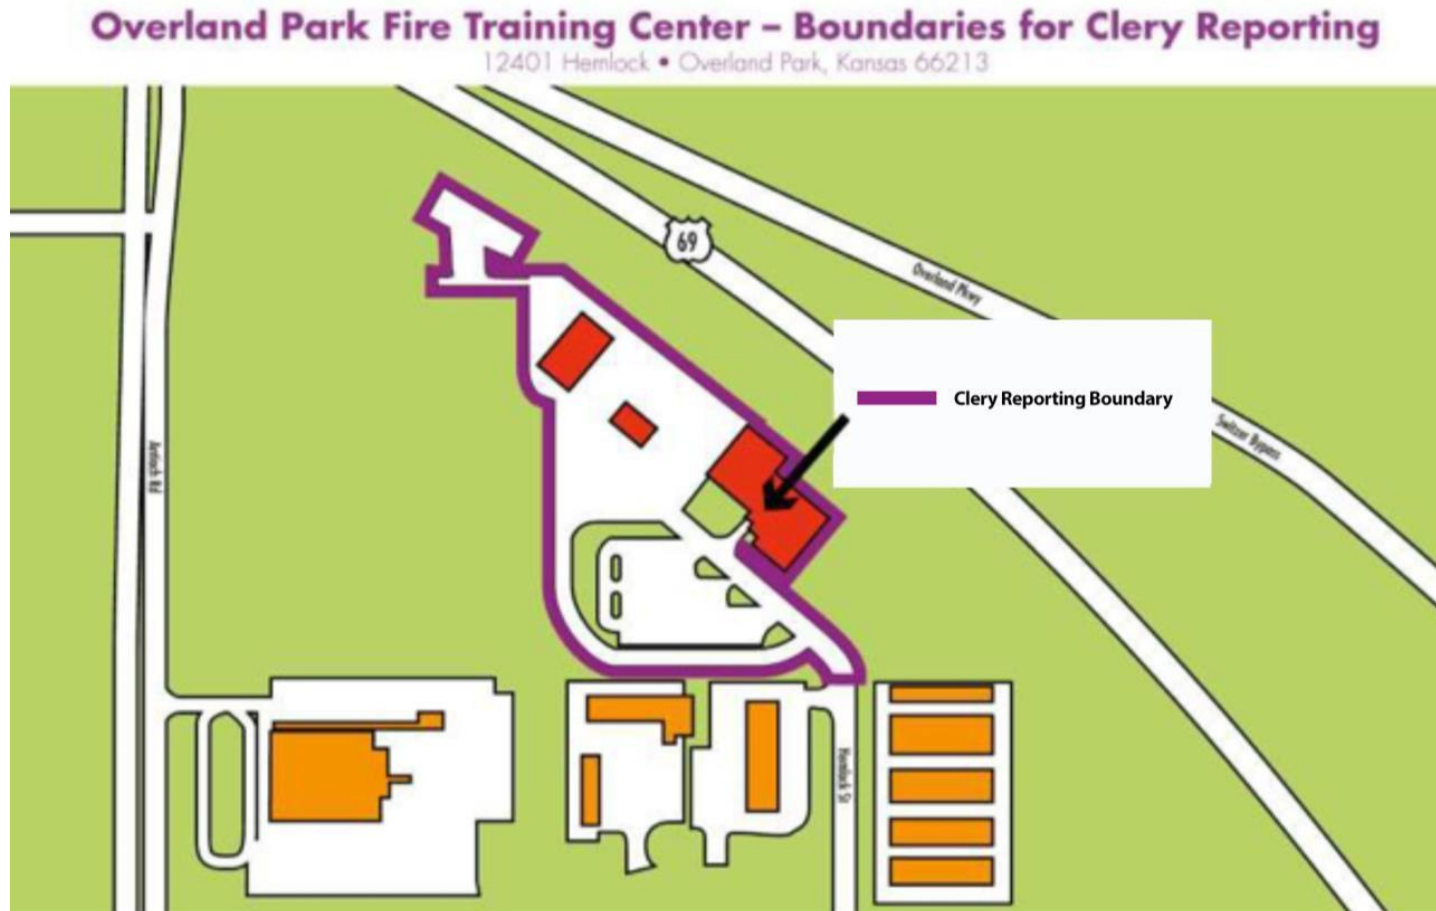 Overland Park Fire Training Center – Boundaries for Clery Reporting
12401 Hemlock • Overland Park, Kansas 66213
69
Overland Pkwy
Clery Reporting Boundary
Switzer Bypass
Antioch Rd
Hemlock St